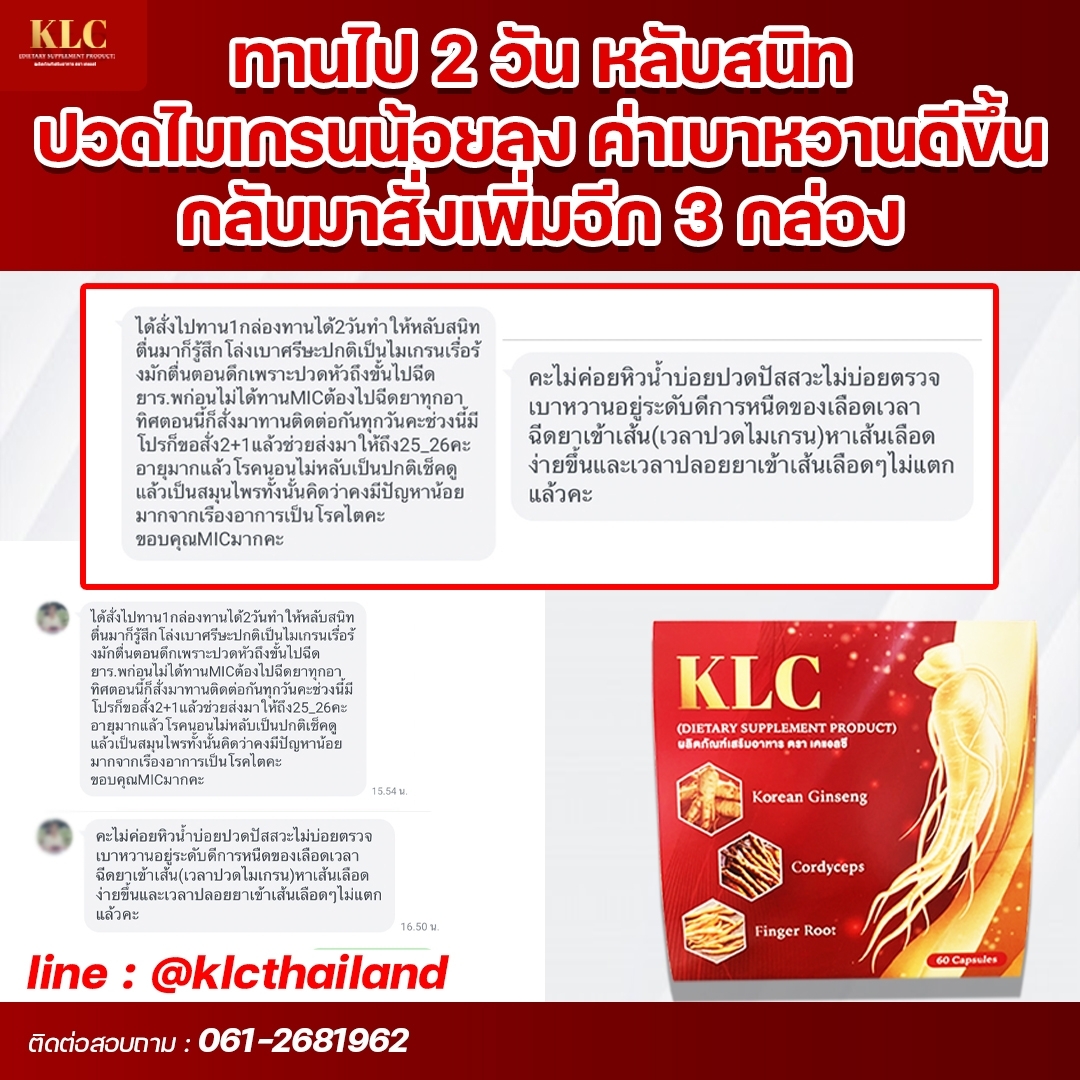 KLC
(DIETARY SUPPLEMENT PRODUCT)
ผลิตภัณฑ์เสริมอาหาร ตรา เคแอลซี
ทานไป 2 วัน หลับสนิท
ปวดไมเกรนน้อยลง ค่าเบาหวานดีขึ้น
กลับมาสั่งเพิ่มอีก 3 กล่อง
ได้สั่งไปทาน1กล่องทานได้2วันทำให้หลับสนิท
ตื่นมาก็รู้สึกโล่งเบาศรีษะปกติเป็นไมเกรนเรื่อร้
งมักตื่นตอนดึกเพราะปวดหัวถึงขั้นไปฉีด
ยาร.พก่อนไม่ได้ทานMICต้องไปฉีดยาทุกอา
ทิศตอนนี้ก็สั่งมาทานติดต่อกันทุกวันคะช่วงนี้มี
โปรก็ขอสั่ง2+1แล้วช่วยส่งมาให้ถึง25_26คะ
อายุมากแล้วโรคนอนไม่หลับเป็นปกติเช็คดู
แล้วเป็นสมุนไพรทั้งนั้นคิดว่าคงมีปัญหาน้อย
มากจากเรืองอาการเป็นโรคไตคะ
ขอบคุณMICมากคะ
คะไม่ค่อยหิวน้ำบ่อยปวดปัสสวะไม่บ่อยตรวจ
เบาหวานอยู่ระดับดีการหนืดของเลือดเวลา
ฉีดยาเข้าเส้น(เวลาปวดไมเกรน)หาเส้นเลือด
ง่ายขึ้นและเวลาปลอยยาเข้าเส้นเลือดๆไม่แตก
แล้วคะ
ได้สั่งไปทาน1กล่องทานได้2วันทำให้หลับสนิท
ตื่นมาก็รู้สึกโล่งเบาศรีษะปกติเป็นไมเกรนเรื่อร้
งมักตื่นตอนดึกเพราะปวดหัวถึงขั้นไปฉีด
ยาร.พก่อนไม่ได้ทานMICต้องไปฉีดยาทุกอา
ทิศตอนนี้ก็สั่งมาทานติดต่อกันทุกวันคะช่วงนี้มี
โปรก็ขอสั่ง2+1แล้วช่วยส่งมาให้ถึง25_26คะ
อายุมากแล้วโรคนอนไม่หลับเป็นปกติเช็คดู
แล้วเป็นสมุนไพรทั้งนั้นคิดว่าคงมีปัญหาน้อย
มากจากเรืองอาการเป็นโรคไตคะ
ขอบคุณMICมากคะ
15.54 น.
คะไม่ค่อยหิวน้ำบ่อยปวดปัสสวะไม่บ่อยตรวจ
เบาหวานอยู่ระดับดีการหนืดของเลือดเวลา
ฉีดยาเข้าเส้น(เวลาปวดไมเกรน)หาเส้นเลือด
ง่ายขึ้นและเวลาปลอยยาเข้าเส้นเลือดๆไม่แตก
แล้วคะ
16.50 น.
KLC
(DIETARY SUPPLEMENT PRODUCT)
ผลิตภัณฑ์เสริมอาหาร ตรา เคแอลซี
Korean Ginseng
Cordyceps
Finger Root
60 Capsules
line : @klcthailand
ติดต่อสอบถาม : 061-2681962